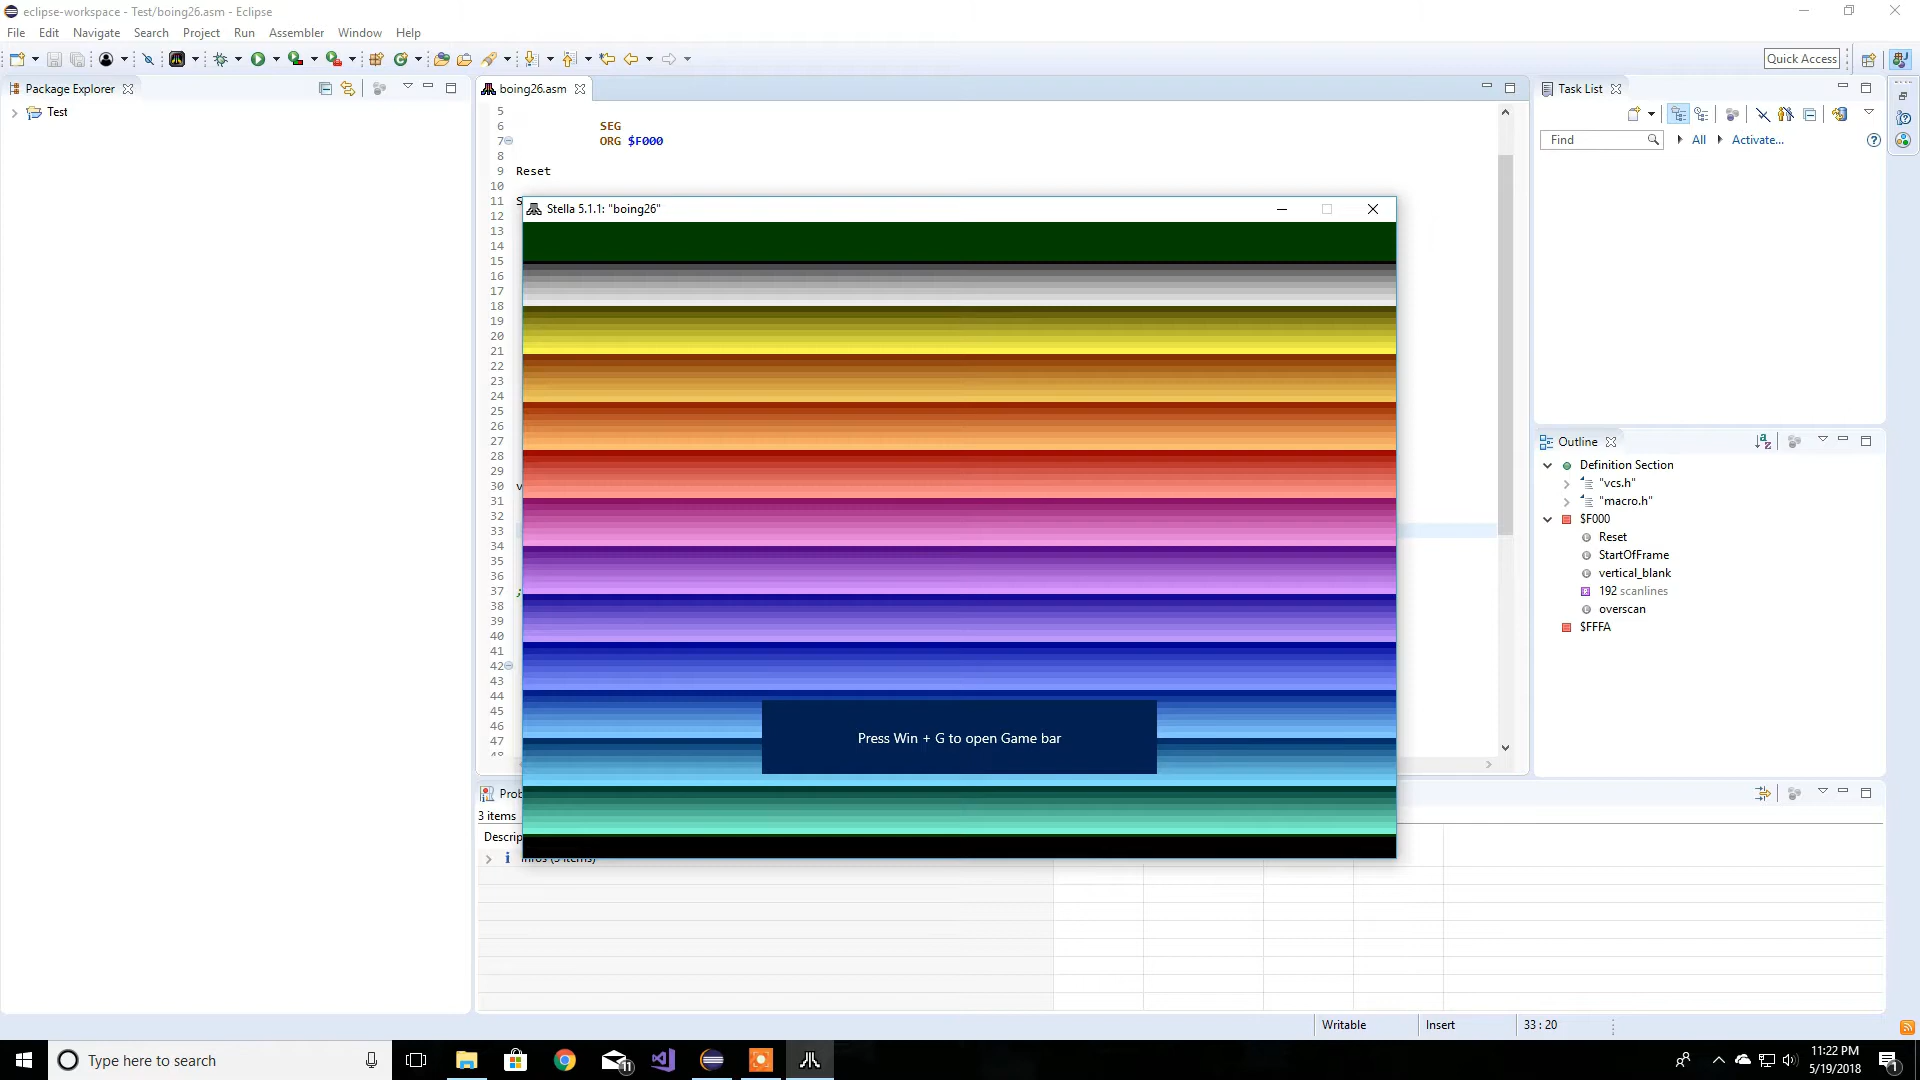 eclipse-workspace - Test/boing26.asm - Eclipse
File Edit Navigate Search Project Run Assembler Window Help
Quick Access
Package Explorer
Test
boing26.asm
5
6 SEG
7 ORG $F000
8
9 Reset
10
11 S
12
13
14
15
16
17
18
19
20
21
22
23
24
25
26
27
28
29
30 v
31
32
33
34
35
36
37 ;
38
39
40
41
42
43
44
45
46
47
48
Stella 5.1.1: "boing26"
Press Win + G to open Game bar
Task List
Find All Activate...
Outline
Definition Section
"vcs.h"
"macro.h"
$F000
Reset
StartOfFrame
vertical_blank
192 scanlines
overscan
$FFFA
Prob
3 items
Descrip
Writable Insert 33 : 20
Type here to search
11
11:22 PM
5/19/2018
1